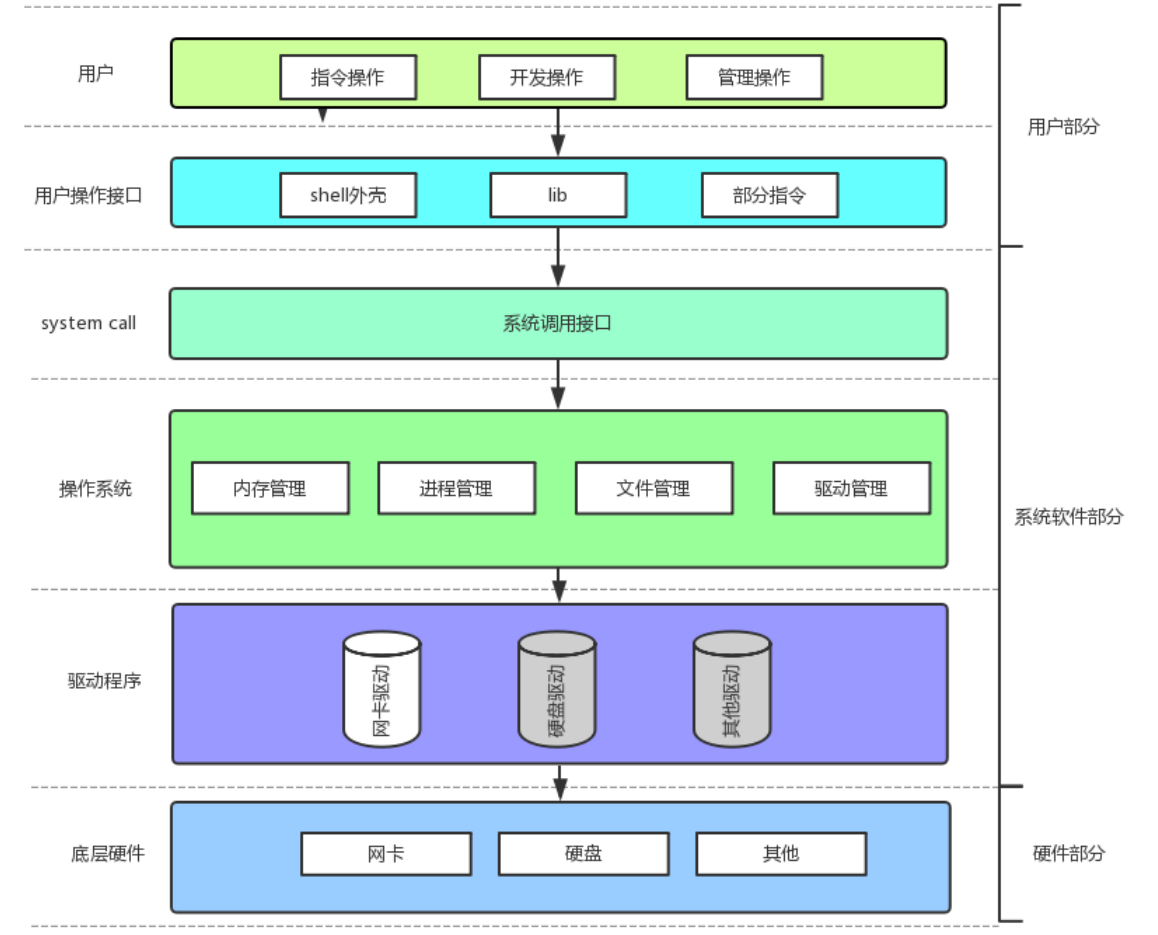 用户
指令操作
开发操作
管理操作
用户部分
用户操作接口
shell外壳
lib
部分指令
system call
系统调用接口
操作系统
内存管理
进程管理
文件管理
驱动管理
系统软件部分
驱动程序
网卡驱动
硬盘驱动
其他驱动
底层硬件
网卡
硬盘
其他
硬件部分